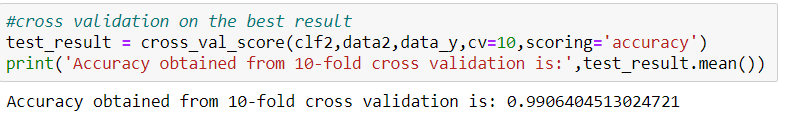 #cross validation on the best result
test_result = cross_val_score(clf2,data2,data_y,cv=10,scoring='accuracy')
print('Accuracy obtained from 10-fold cross validation is:',test_result.mean())
Accuracy obtained from 10-fold cross validation is: 0.9906404513024721